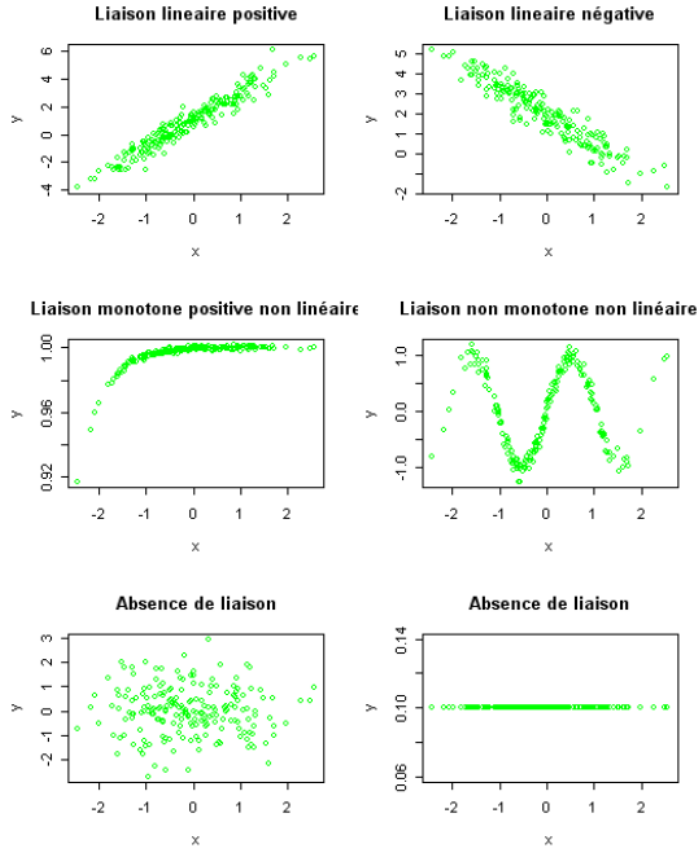 Liaison lineaire positive
y
6
4
2
0
-2
-4
-2 -1 0 1 2
x
Liaison lineaire négative
y
5
4
3
2
1
0
-2
-2 -1 0 1 2
x
Liaison monotone positive non linéaire
y
1.00
0.96
0.92
-2 -1 0 1 2
x
Liaison non monotone non linéaire
y
1.0
0.0
-1.0
-2 -1 0 1 2
x
Absence de liaison
y
3
2
1
0
-1
-2
-2 -1 0 1 2
x
Absence de liaison
y
0.14
0.10
0.06
-2 -1 0 1 2
x